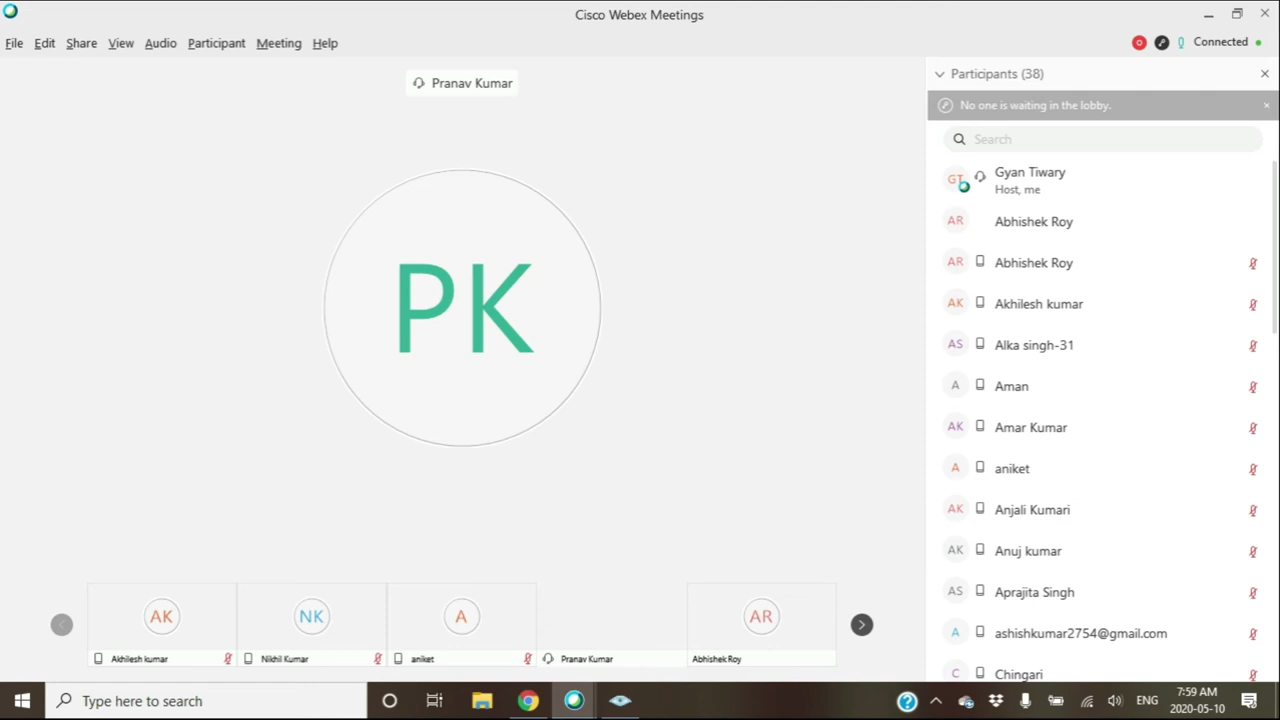 Cisco Webex Meetings
File Edit Share View Audio Participant Meeting Help
Connected
Pranav Kumar
PK
Participants (38)
No one is waiting in the lobby.
Search
GT Gyan Tiwary
Host, me
AR Abhishek Roy
AR Abhishek Roy
AK Akhilesh kumar
AS Alka singh-31
A Aman
AK Amar Kumar
A aniket
AK Anjali Kumari
AK Anuj kumar
AS Aprajita Singh
A ashishkumar2754@gmail.com
C Chingari
AK NK A AR
Akhilesh kumar Nikhil Kumar aniket Pranav Kumar Abhishek Roy
Type here to search
ENG
7:59 AM
2020-05-10